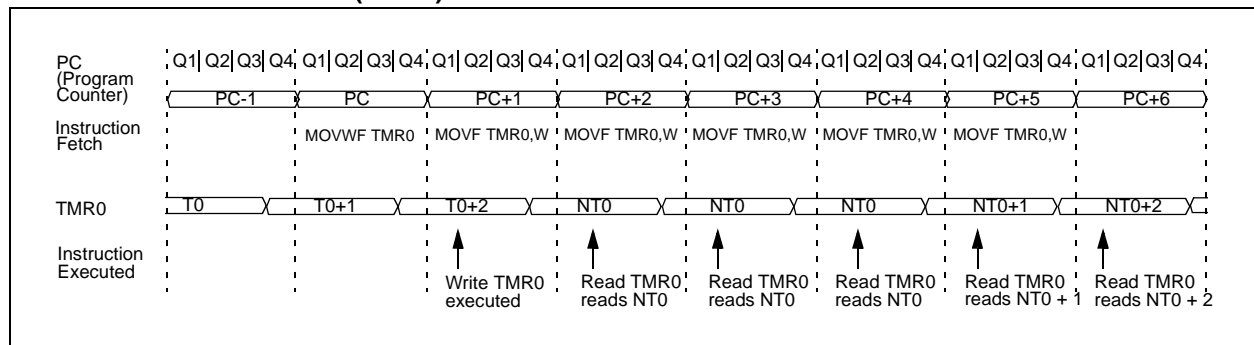 PC
(Program
Counter)
Q1 Q2 Q3 Q4 Q1 Q2 Q3 Q4 Q1 Q2 Q3 Q4 Q1 Q2 Q3 Q4 Q1 Q2 Q3 Q4 Q1 Q2 Q3 Q4 Q1 Q2 Q3 Q4 Q1 Q2 Q3 Q4
PC-1 PC PC+1 PC+2 PC+3 PC+4 PC+5 PC+6
Instruction
Fetch
MOVWF TMR0 MOVF TMR0,W MOVF TMR0,W MOVF TMR0,W MOVF TMR0,W MOVF TMR0,W
TMR0 T0 T0+1 T0+2 NT0 NT0 NT0 NT0+1 NT0+2
Instruction
Executed
Write TMR0
executed
Read TMR0
reads NT0
Read TMR0
reads NT0
Read TMR0
reads NT0
Read TMR0
reads NT0 + 1
Read TMR0
reads NT0 + 2